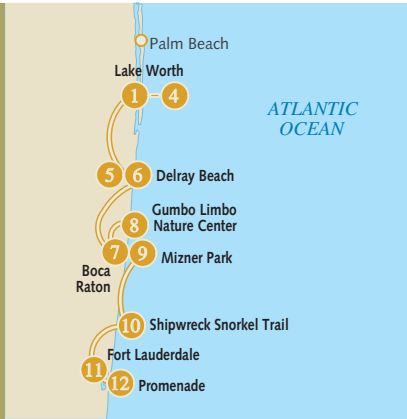 Palm Beach
Lake Worth
1 – 4
ATLANTIC
OCEAN
5 6 Delray Beach
Gumbo Limbo
Nature Center
8
7 9 Mizner Park
Boca
Raton
10 Shipwreck Snorkel Trail
Fort Lauderdale
11
12 Promenade